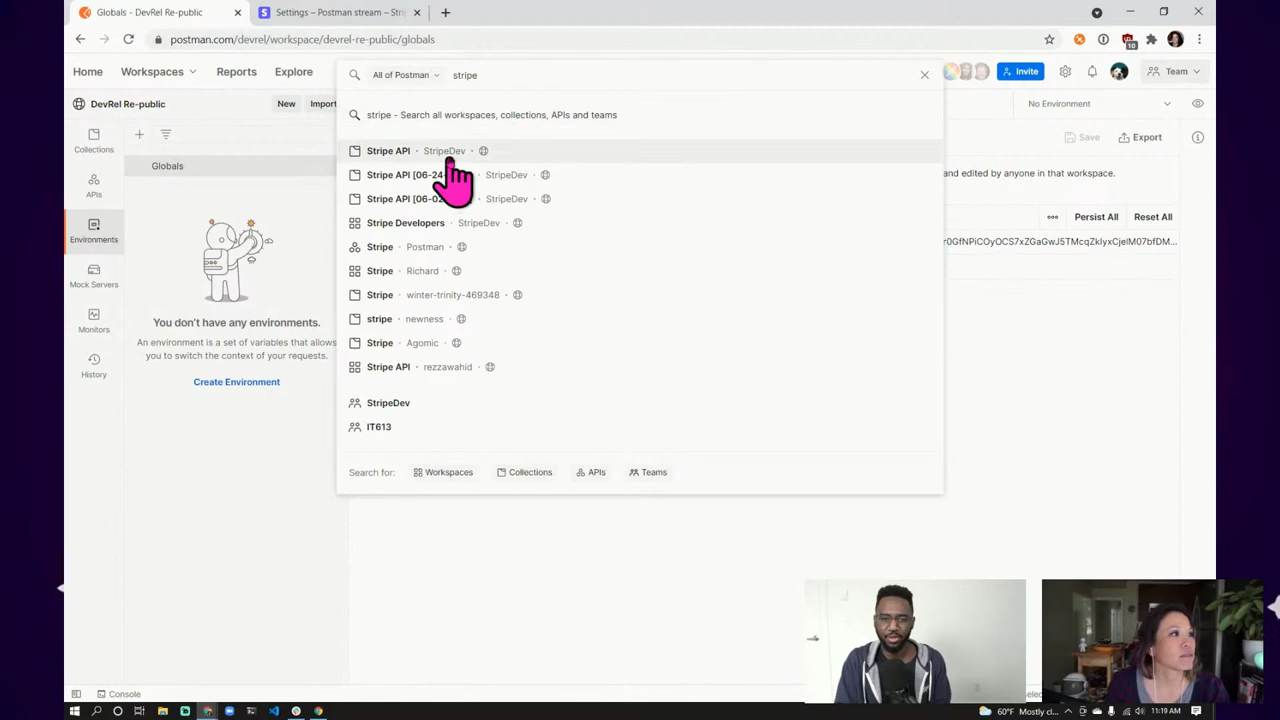 Globals - DevRel Re-public
Settings – Postman stream – Stri
postman.co/devrel/workspace/devrel-re-public/globals
10
Home
Workspaces
Reports
Explore
All of Postman
stripe
Invite
Team
DevRel Re-public
New
Import
stripe - Search all workspaces, collections, APIs and teams
No Environment
Collections
Globals
Save
Export
Stripe API · StripeDev
and edited by anyone in that workspace.
APIs
Stripe API [06-24- · StripeDev
Stripe API [06-02 · StripeDev
Persist All
Reset All
Environments
Stripe Developers · StripeDev
Stripe · Postman
Mock Servers
Stripe · Richard
Stripe · winter-trinity-469348
Monitors
You don't have any environments.
stripe · newness
An environment is a set of variables that allows
you to switch the context of your requests.
Stripe · Agomic
History
Stripe API · rezzawahid
Create Environment
StripeDev
IT613
Search for:
Workspaces
Collections
APIs
Teams
Console
60°F Mostly cl...
11:19 AM